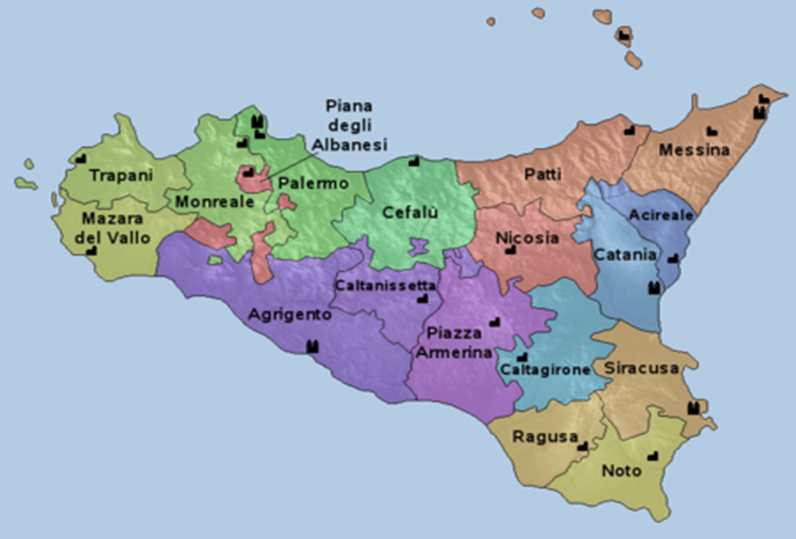 Piana
degli
Albanesi
Trapani
Palermo
Monreale
Mazara
del Vallo
Cefalù
Patti
Messina
Acireale
Nicosia
Catania
Caltanissetta
Agrigento
Piazza
Armerina
Caltagirone
Siracusa
Ragusa
Noto